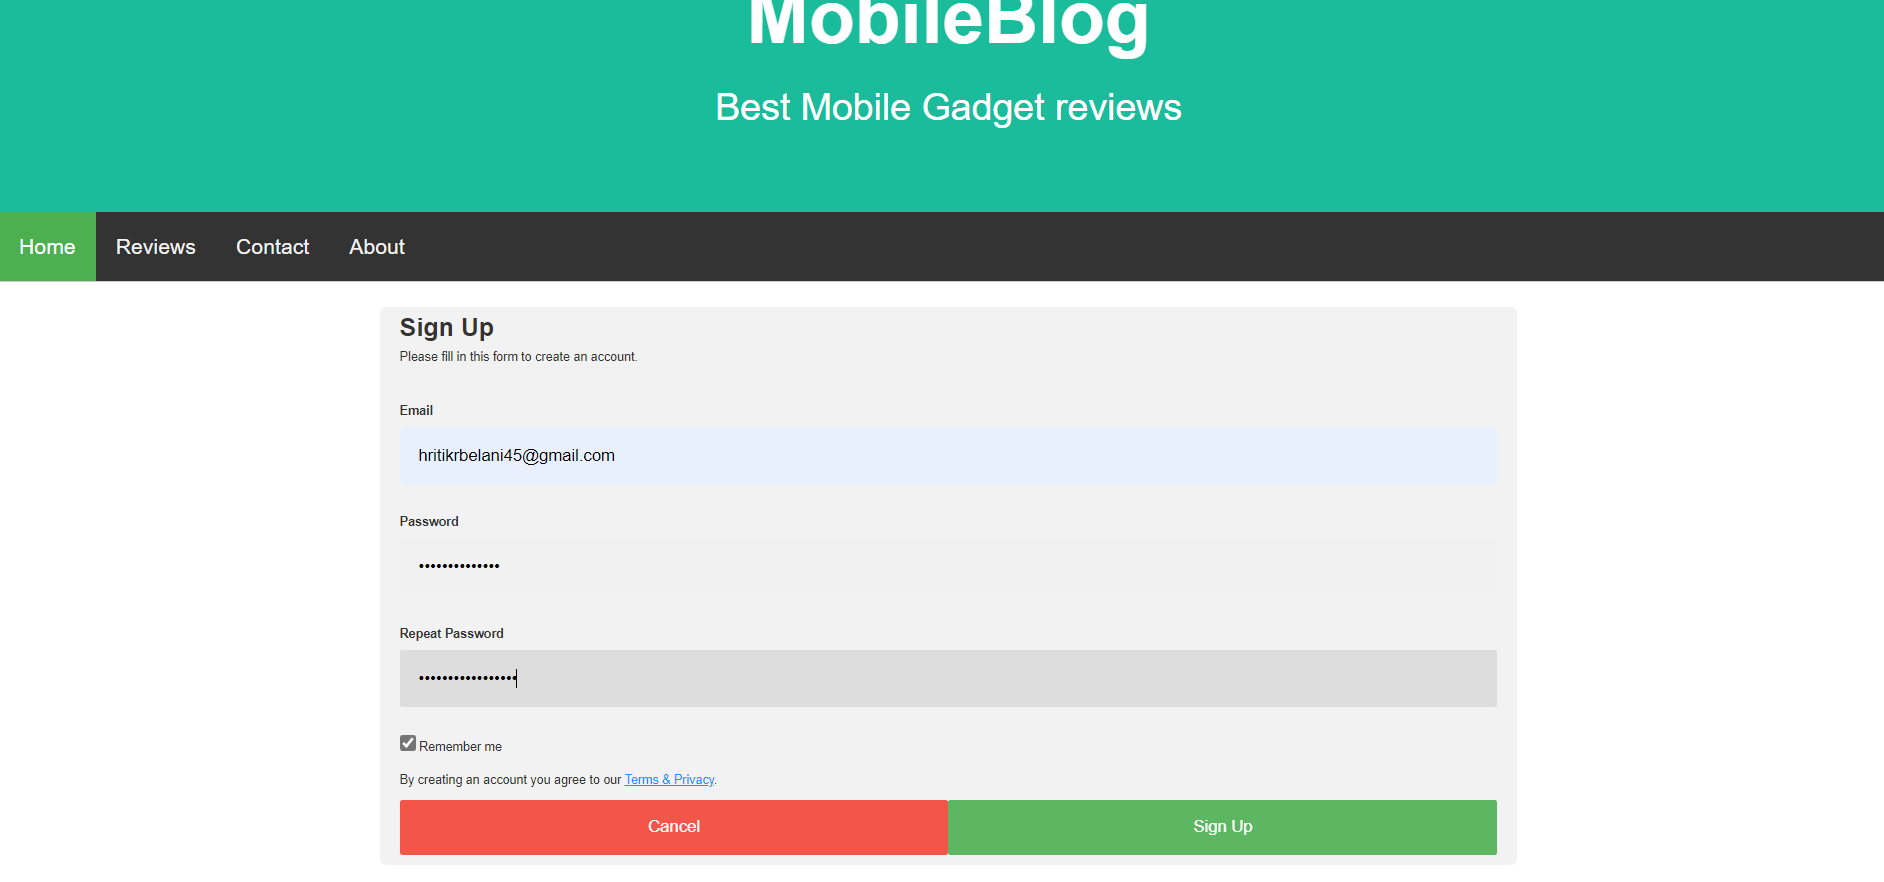 MobileBlog
Best Mobile Gadget reviews
Home Reviews Contact About
Sign Up
Please fill in this form to create an account.
Email
hritikrbelani45@gmail.com
Password
••••••••••••••
Repeat Password
•••••••••••••••••
Remember me
By creating an account you agree to our Terms & Privacy.
Cancel Sign Up